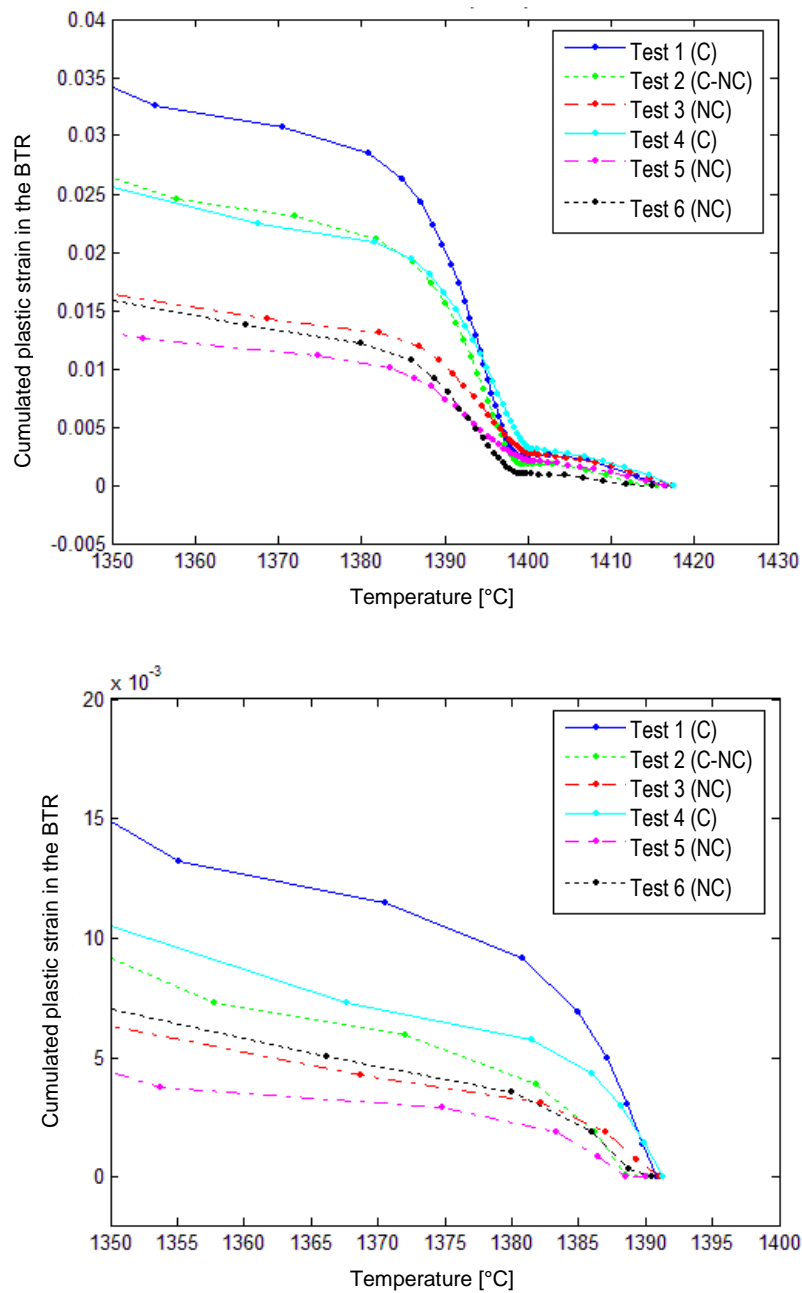 0.04
0.035
0.03
0.025
0.02
0.015
0.01
0.005
0
-0.005
Cumulated plastic strain in the BTR
1350 1360 1370 1380 1390 1400 1410 1420 1430
Temperature [°C]
Test 1 (C)
Test 2 (C-NC)
Test 3 (NC)
Test 4 (C)
Test 5 (NC)
Test 6 (NC)
x 10⁻³
20
15
10
5
0
Cumulated plastic strain in the BTR
1350 1355 1360 1365 1370 1375 1380 1385 1390 1395 1400
Temperature [°C]
Test 1 (C)
Test 2 (C-NC)
Test 3 (NC)
Test 4 (C)
Test 5 (NC)
Test 6 (NC)